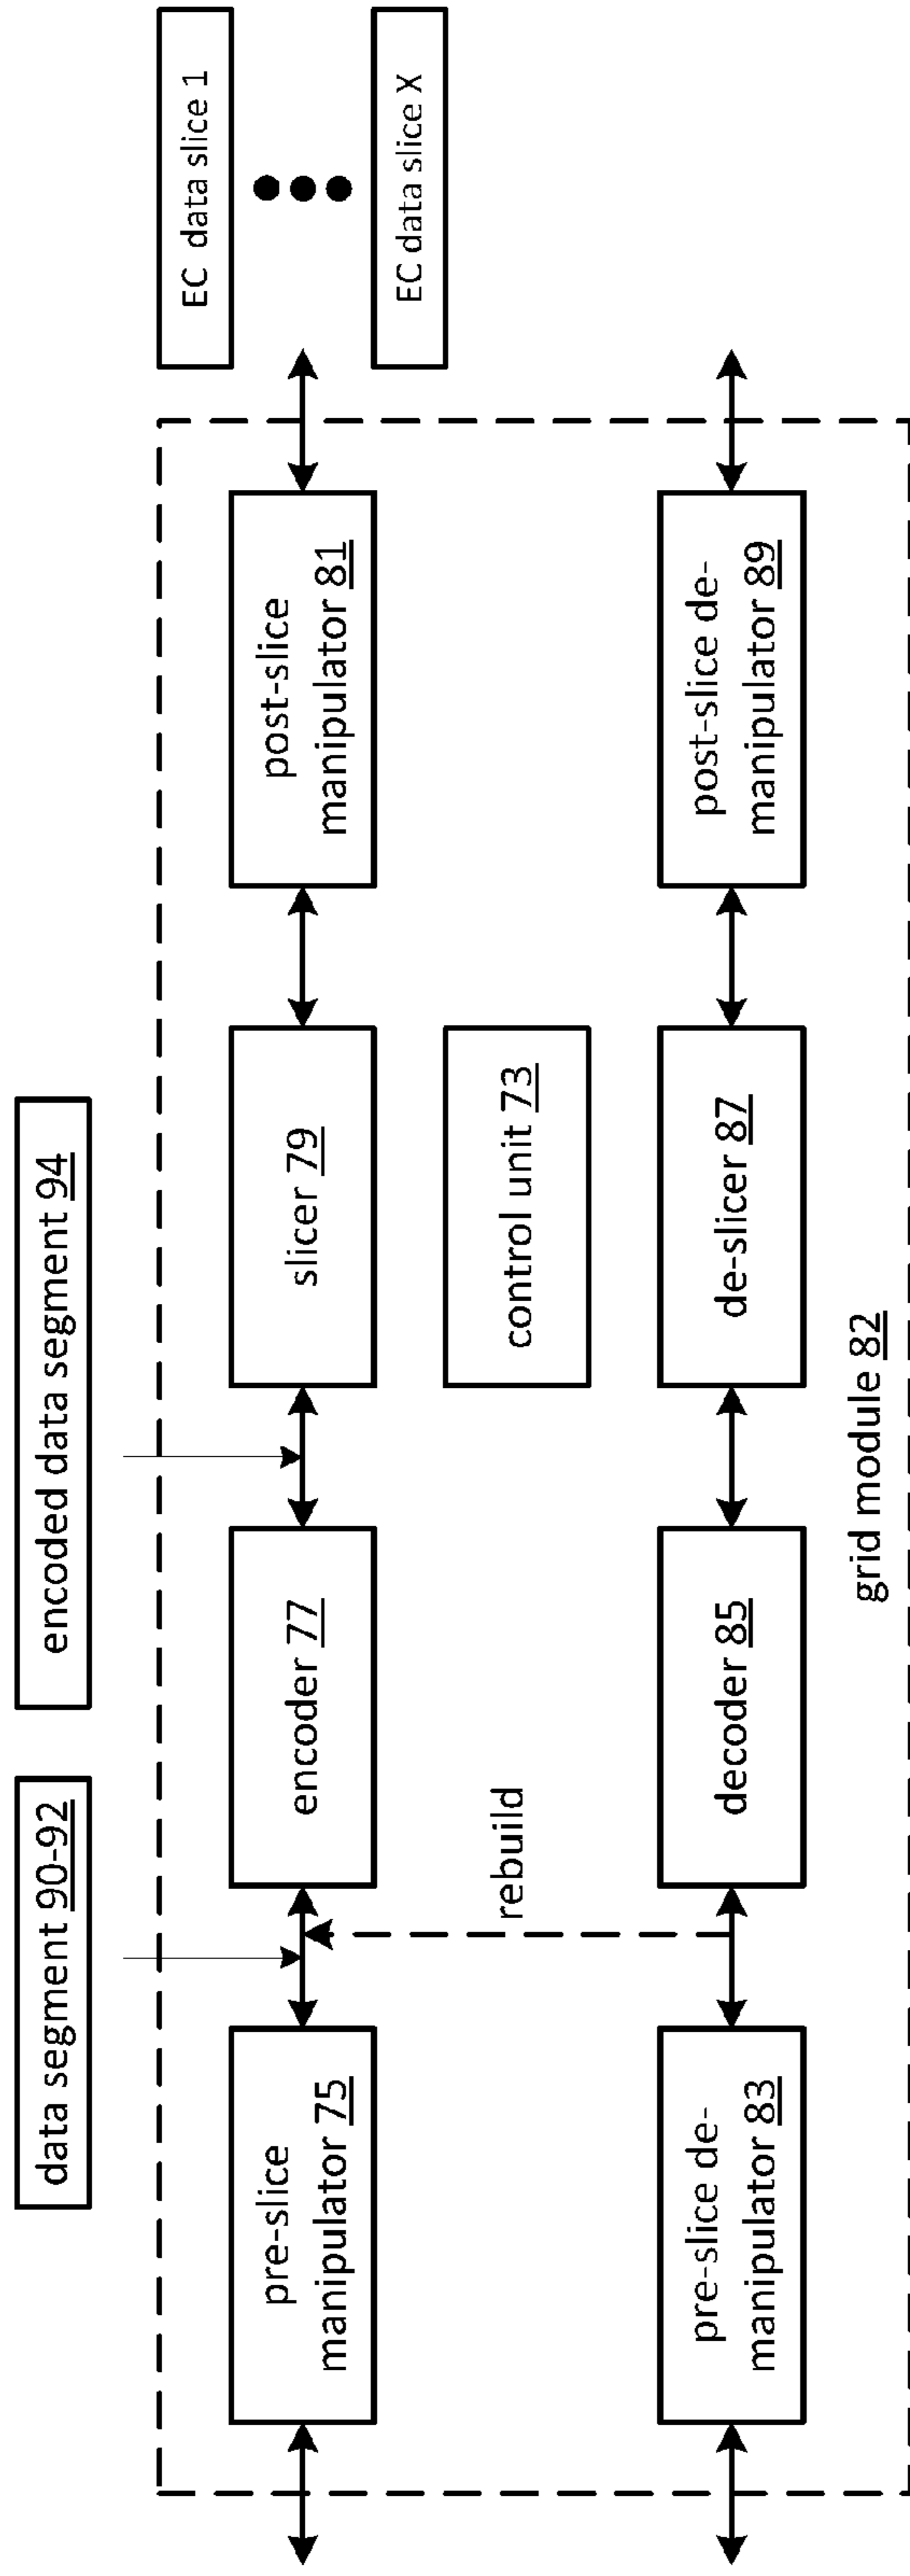 data segment 90-92
encoded data segment 94
pre-slice
manipulator 75
encoder 77
slicer 79
post-slice
manipulator 81
EC data slice 1
EC data slice X
rebuild
control unit 73
pre-slice de-
manipulator 83
decoder 85
de-slicer 87
post-slice de-
manipulator 89
grid module 82